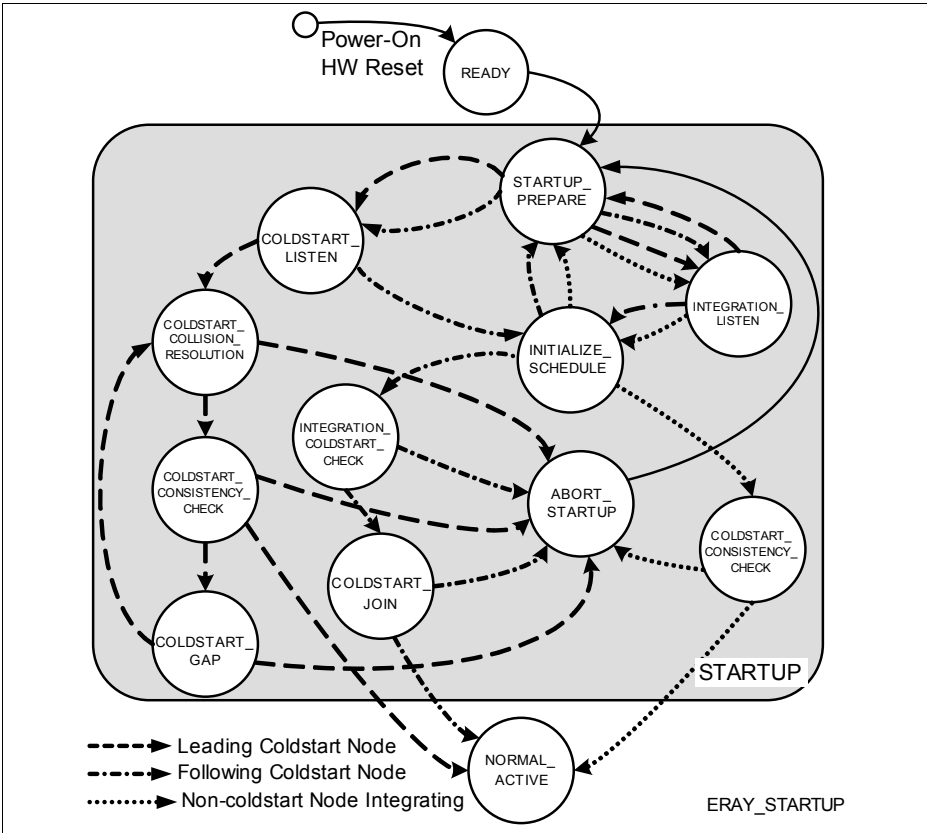 Power-On
HW Reset
READY
STARTUP_
PREPARE
COLDSTART_
LISTEN
INTEGRATION_
LISTEN
COLDSTART_
COLLISION_
RESOLUTION
INITIALIZE_
SCHEDULE
INTEGRATION_
COLDSTART_
CHECK
COLDSTART_
CONSISTENCY_
CHECK
ABORT_
STARTUP
COLDSTART_
CONSISTENCY_
CHECK
COLDSTART_
JOIN
COLDSTART_
GAP
STARTUP
Leading Coldstart Node
Following Coldstart Node
Non-coldstart Node Integrating
NORMAL_
ACTIVE
ERAY_STARTUP